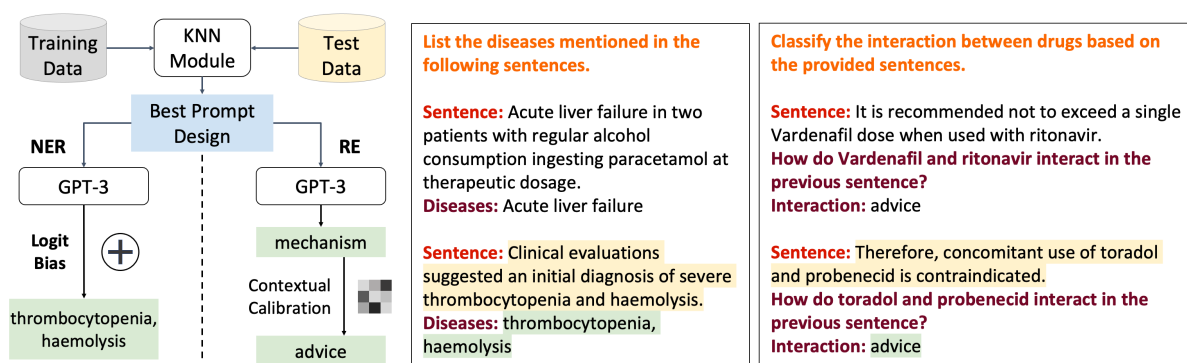 Training
Data
KNN
Module
Test
Data
Best Prompt
Design
NER
RE
GPT-3
GPT-3
Logit
Bias
mechanism
Contextual
Calibration
thrombocytopenia,
haemolysis
advice
List the diseases mentioned in the
following sentences.
Sentence: Acute liver failure in two
patients with regular alcohol
consumption ingesting paracetamol at
therapeutic dosage.
Diseases: Acute liver failure
Sentence: Clinical evaluations
suggested an initial diagnosis of severe
thrombocytopenia and haemolysis.
Diseases: thrombocytopenia,
haemolysis
Classify the interaction between drugs based on
the provided sentences.
Sentence: It is recommended not to exceed a single
Vardenafil dose when used with ritonavir.
How do Vardenafil and ritonavir interact in the
previous sentence?
Interaction: advice
Sentence: Therefore, concomitant use of toradol
and probenecid is contraindicated.
How do toradol and probenecid interact in the
previous sentence?
Interaction: advice